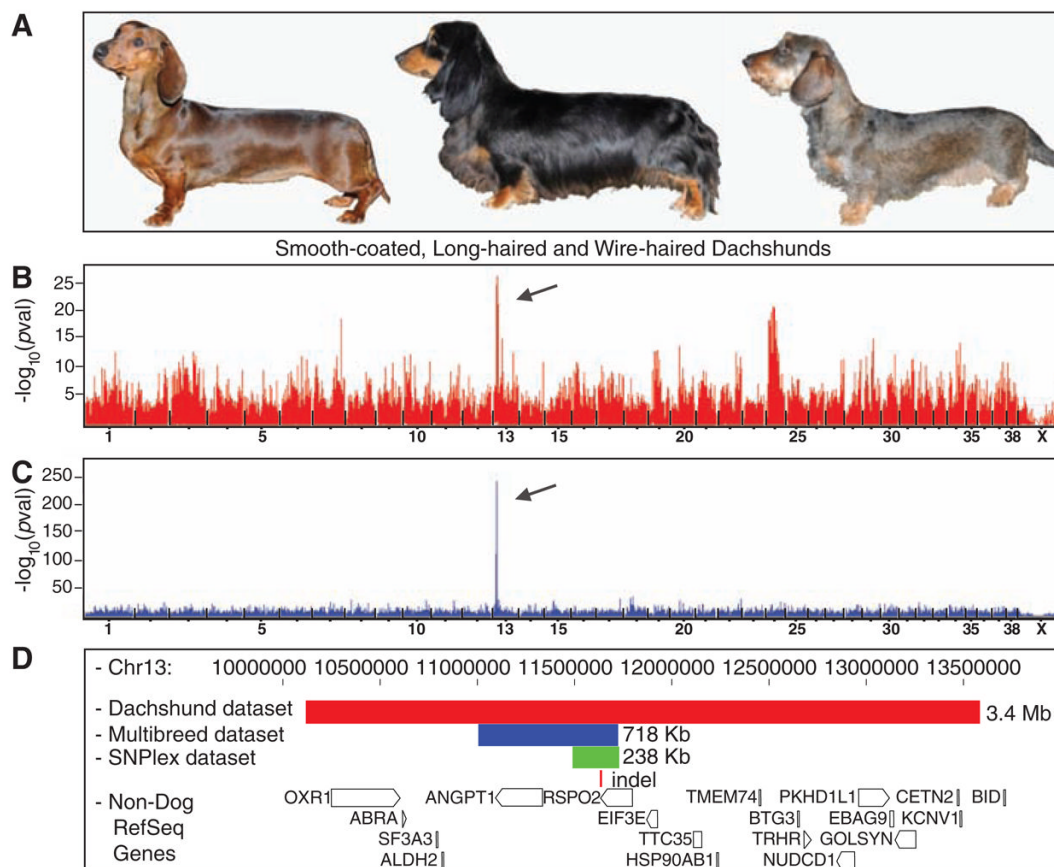 A
Smooth-coated, Long-haired and Wire-haired Dachshunds
B
-log10(pval)
25
20
15
10
5
1 5 10 13 15 20 25 30 35 38 X
C
-log10(pval)
250
200
150
100
50
1 5 10 13 15 20 25 30 35 38 X
D
- Chr13: 10000000 10500000 11000000 11500000 12000000 12500000 13000000 13500000
- Dachshund dataset 3.4 Mb
- Multibreed dataset 718 Kb
- SNPlex dataset 238 Kb
indel
- Non-Dog OXR1 ANGPT1 RSPO2 TMEM74 PKHD1L1 CETN2 BID
RefSeq ABRA EIF3E BTG3 EBAG9 KCNV1
Genes SF3A3 TTC35 TRHR GOLSYN
ALDH2 HSP90AB1 NUDCD1